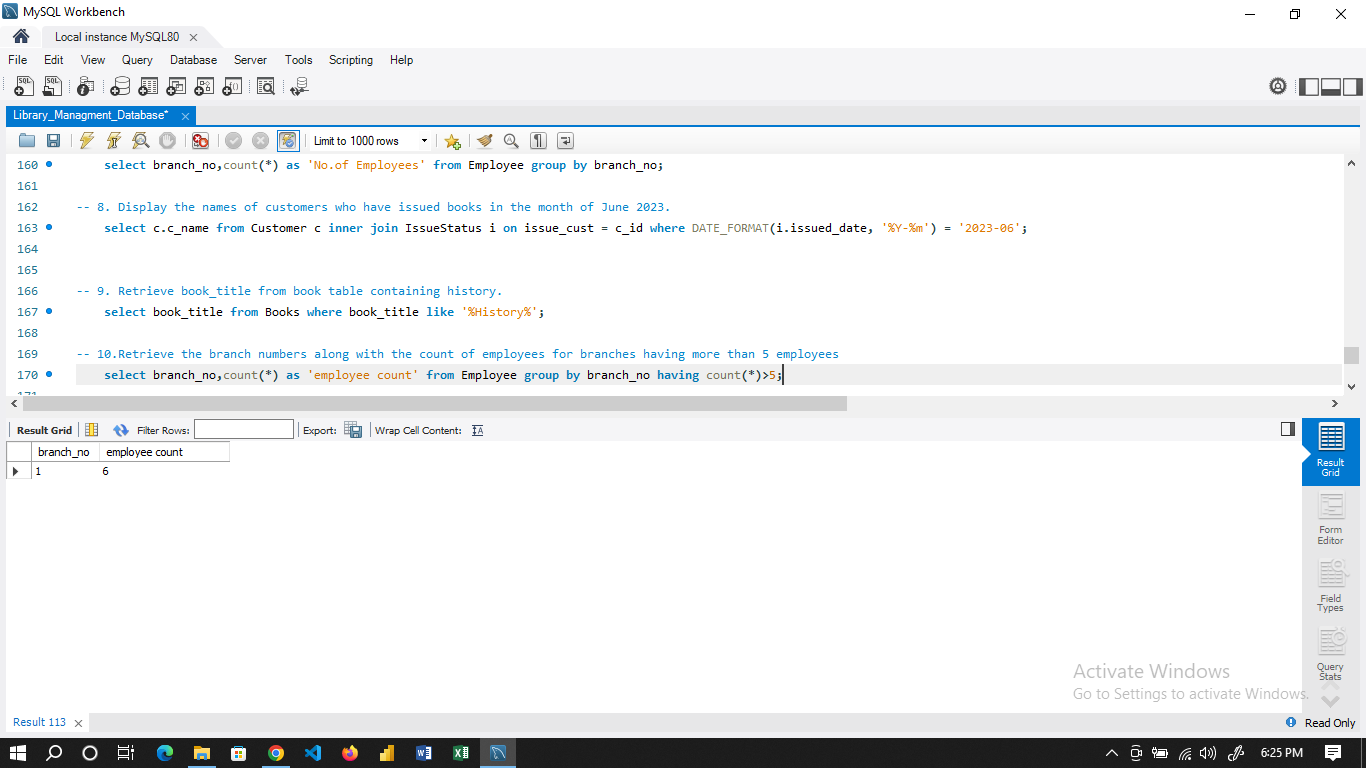 MySQL Workbench
Local instance MySQL80
File Edit View Query Database Server Tools Scripting Help
Library_Managment_Database*
Limit to 1000 rows
160 select branch_no,count(*) as 'No.of Employees' from Employee group by branch_no;
161
162 -- 8. Display the names of customers who have issued books in the month of June 2023.
163 select c.c_name from Customer c inner join IssueStatus i on issue_cust = c_id where DATE_FORMAT(i.issued_date, '%Y-%m') = '2023-06';
164
165
166 -- 9. Retrieve book_title from book table containing history.
167 select book_title from Books where book_title like '%History%';
168
169 -- 10.Retrieve the branch numbers along with the count of employees for branches having more than 5 employees
170 select branch_no,count(*) as 'employee count' from Employee group by branch_no having count(*)>5;
171
Result Grid Filter Rows: Export: Wrap Cell Content:
branch_no employee count
1 6
Result
Grid
Form
Editor
Field
Types
Query
Stats
Activate Windows
Go to Settings to activate Windows.
Result 113
Read Only
6:25 PM